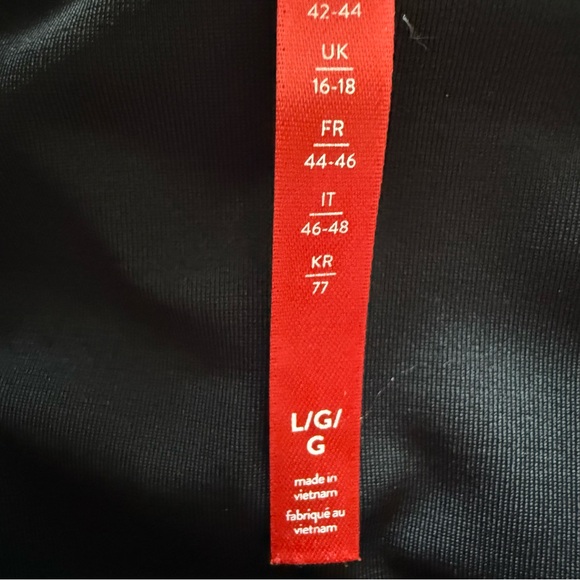 42-44
UK
16-18
FR
44-46
IT
46-48
KR
77
L/G/
G
made in
vietnam
fabriqué au
vietnam